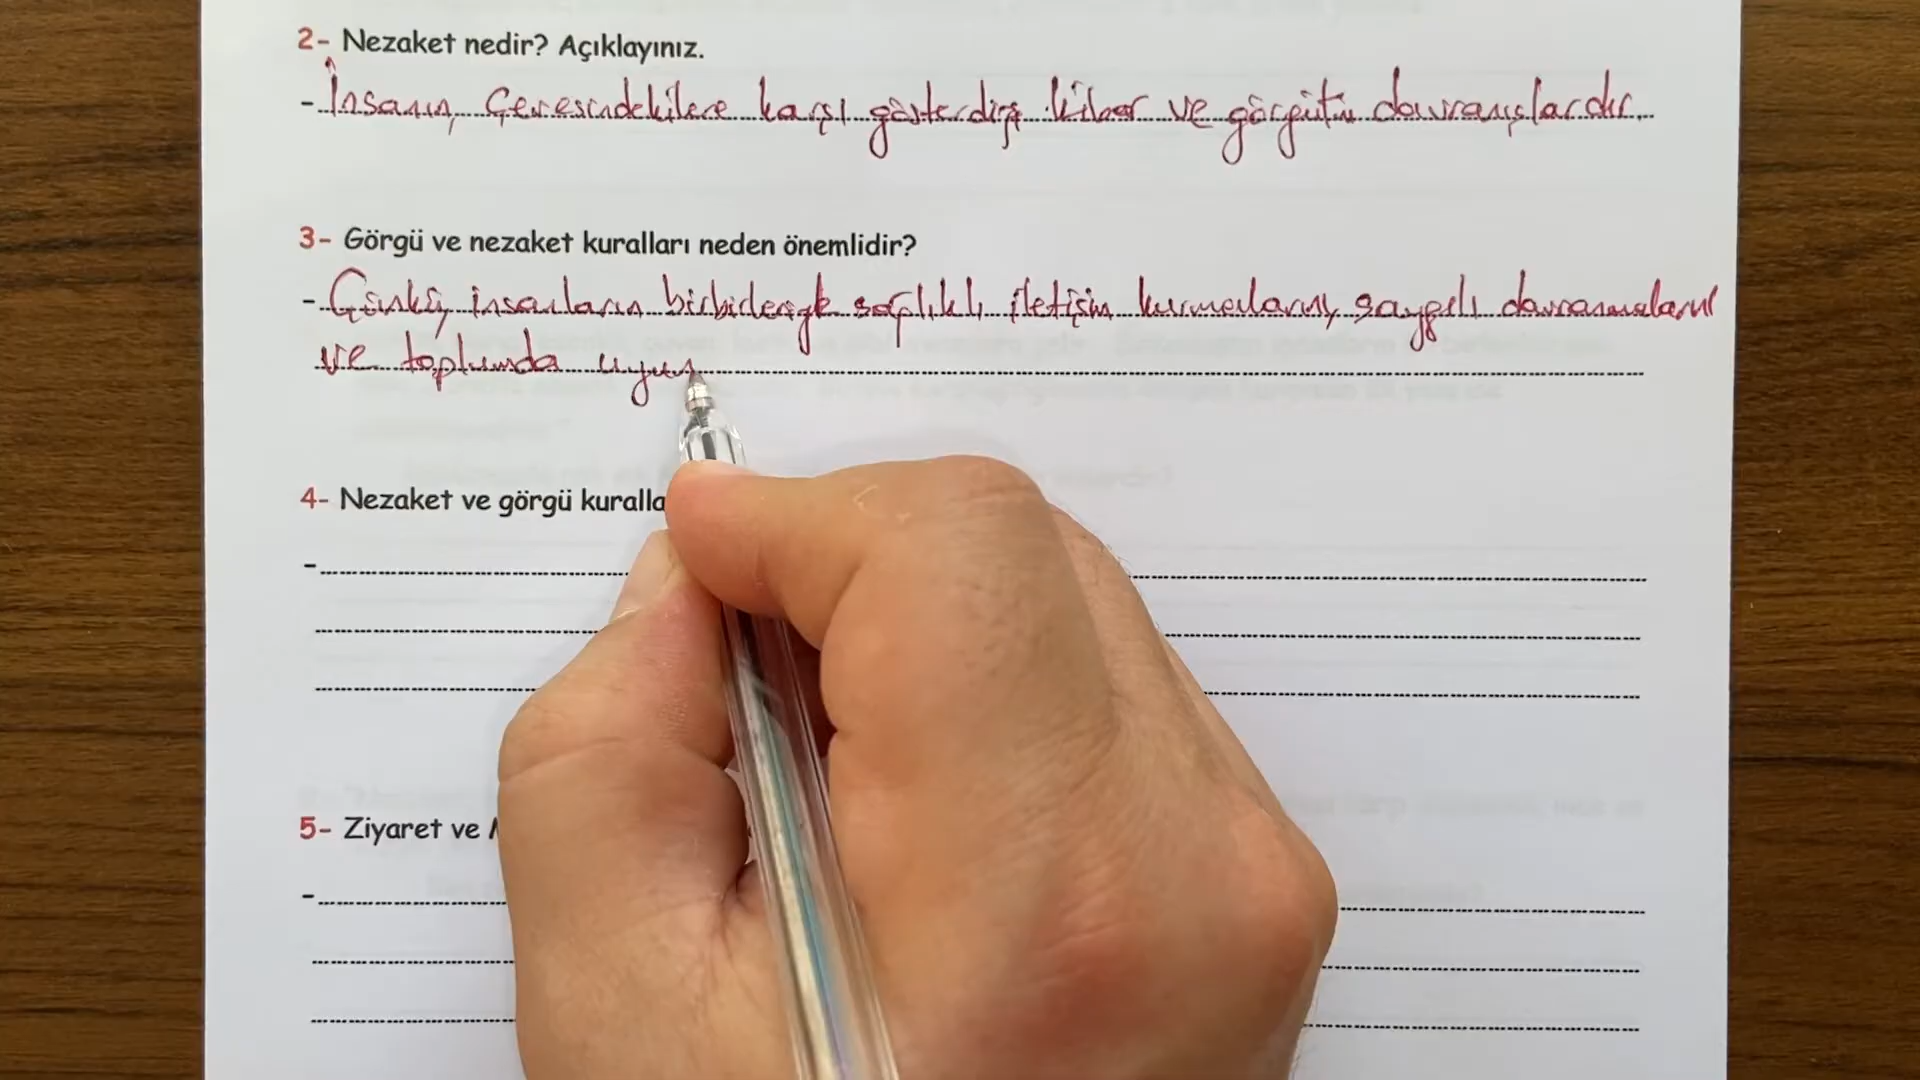 2- Nezaket nedir? Açıklayınız.
- İnsanın, çevresindekilere karşı gösterdiği kibar ve görgülü davranışlardır.
3- Görgü ve nezaket kuralları neden önemlidir?
- Çünkü, insanların birbirleriyle sağlıklı iletişim kurmalarını, saygılı davranmalarını
ve toplumda uyu
4- Nezaket ve görgü kuralla
-
5- Ziyaret ve
-